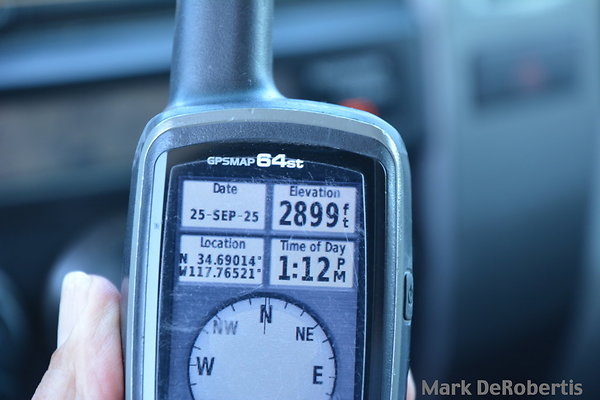 GPSMAP 64st
Date
25-SEP-25
Elevation
2899 ft
Location
N 34.69014°
W117.76521°
Time of Day
1:12 PM
N
NW
NE
W
E
Mark DeRobertis